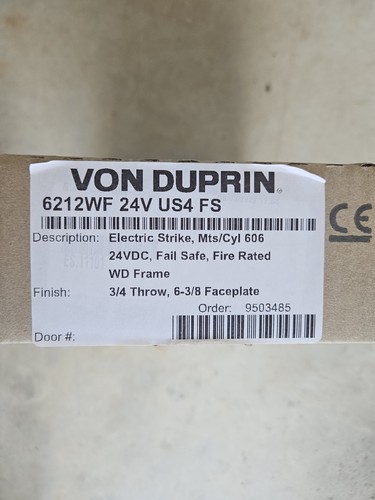 VON DUPRIN®
6212WF 24V US4 FS
Description: Electric Strike, Mts/Cyl 606
24VDC, Fail Safe, Fire Rated
WD Frame
Finish: 3/4 Throw, 6-3/8 Faceplate
Order: 9503485
Door #:
CE